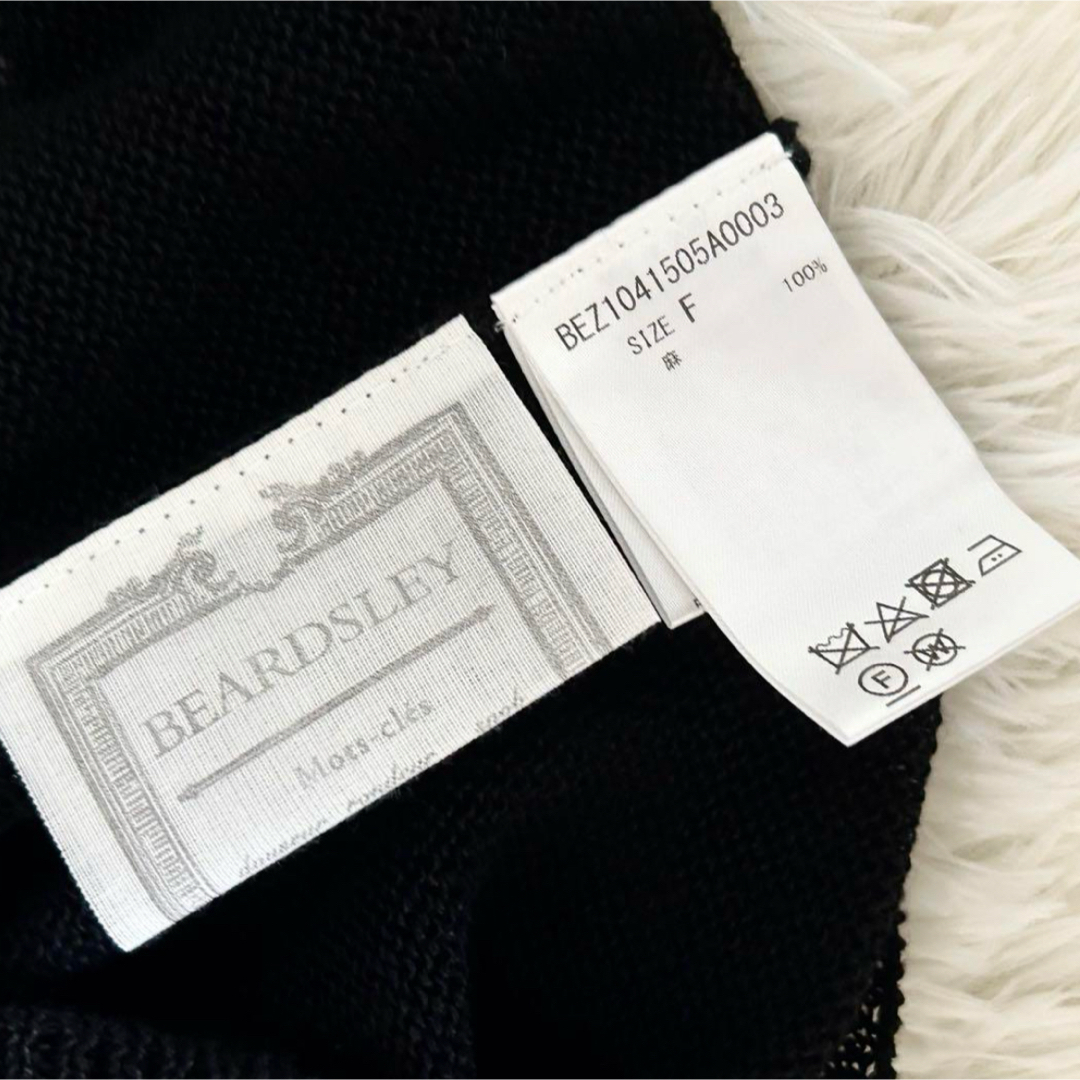 BEZ1041505A0003
SIZE F
麻 100%
F
W
BEARDSLEY
Mots-clés